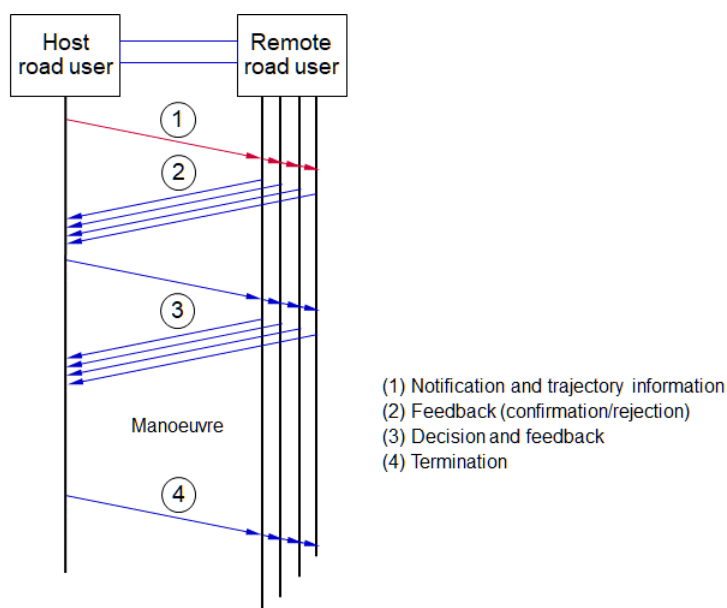 Host
road user
Remote
road user
1
2
3
(1) Notification and trajectory information
(2) Feedback (confirmation/rejection)
(3) Decision and feedback
(4) Termination
Manoeuvre
4